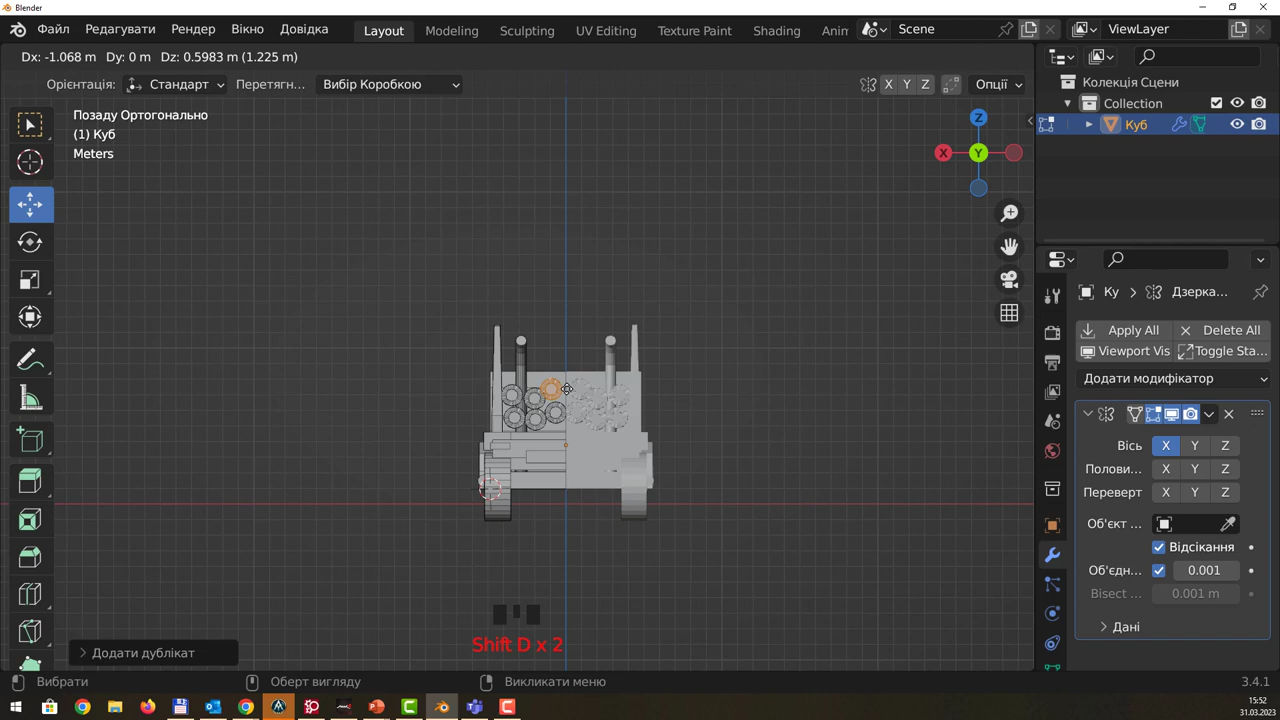 Blender
Файл Редагувати Рендер Вікно Довідка Layout Modeling Sculpting UV Editing Texture Paint Shading Anim Scene ViewLayer
Dx: -1.068 m Dy: 0 m Dz: 0.5983 m (1.225 m)
Орієнтація: Стандарт Перетягн... Вибір Коробкою X Y Z Опції
Позаду Ортогонально
(1) Куб
Meters
Z
X
Y
Колекція Сцени
Collection
Куб
Ку Дзерка...
Apply All Delete All
Viewport Vis Toggle Sta...
Додати модифікатор
Вісь X Y Z
Полови... X Y Z
Переверт X Y Z
Об'єкт ...
Відсікання
Об'єдн... 0.001
Bisect ... 0.001 m
Дані
Shift D x 2
Додати дублікат
Вибрати Оберт вигляду Викликати меню 3.4.1
15:52
31.03.2023